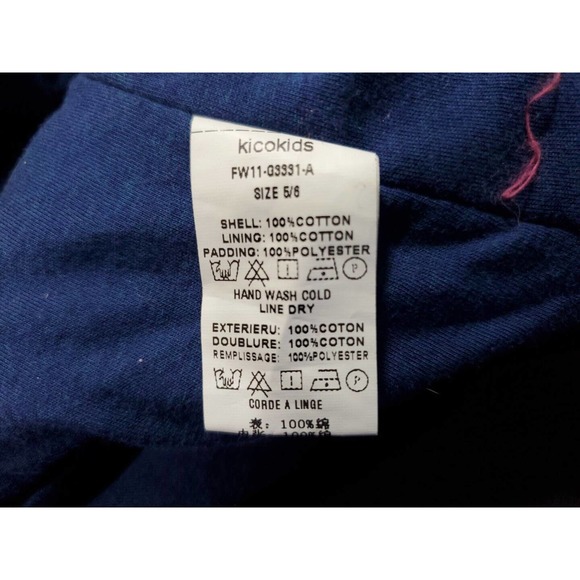 kicokids
FW11-G3331-A
SIZE 5/6
SHELL: 100%COTTON
LINING: 100%COTTON
PADDING: 100%POLYESTER
P
HAND WASH COLD
LINE DRY
EXTERIERU: 100%COTON
DOUBLURE: 100%COTON
REMPLISSAGE: 100%POLYESTER
P
CORDE A LINGE
表: 100%綿
100%